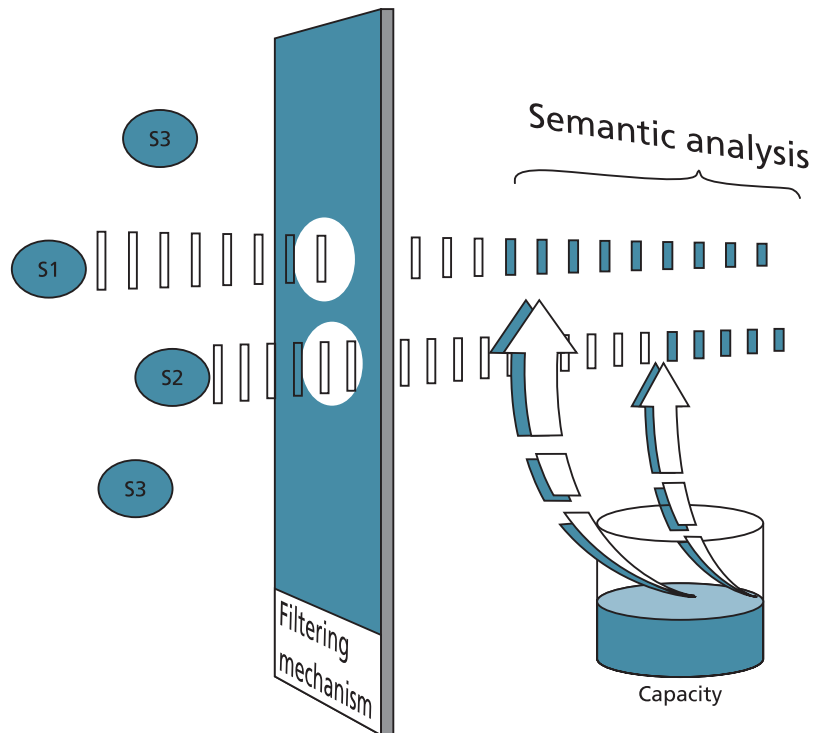 Semantic analysis
S3
S1
S2
S3
Filtering
mechanism
Capacity